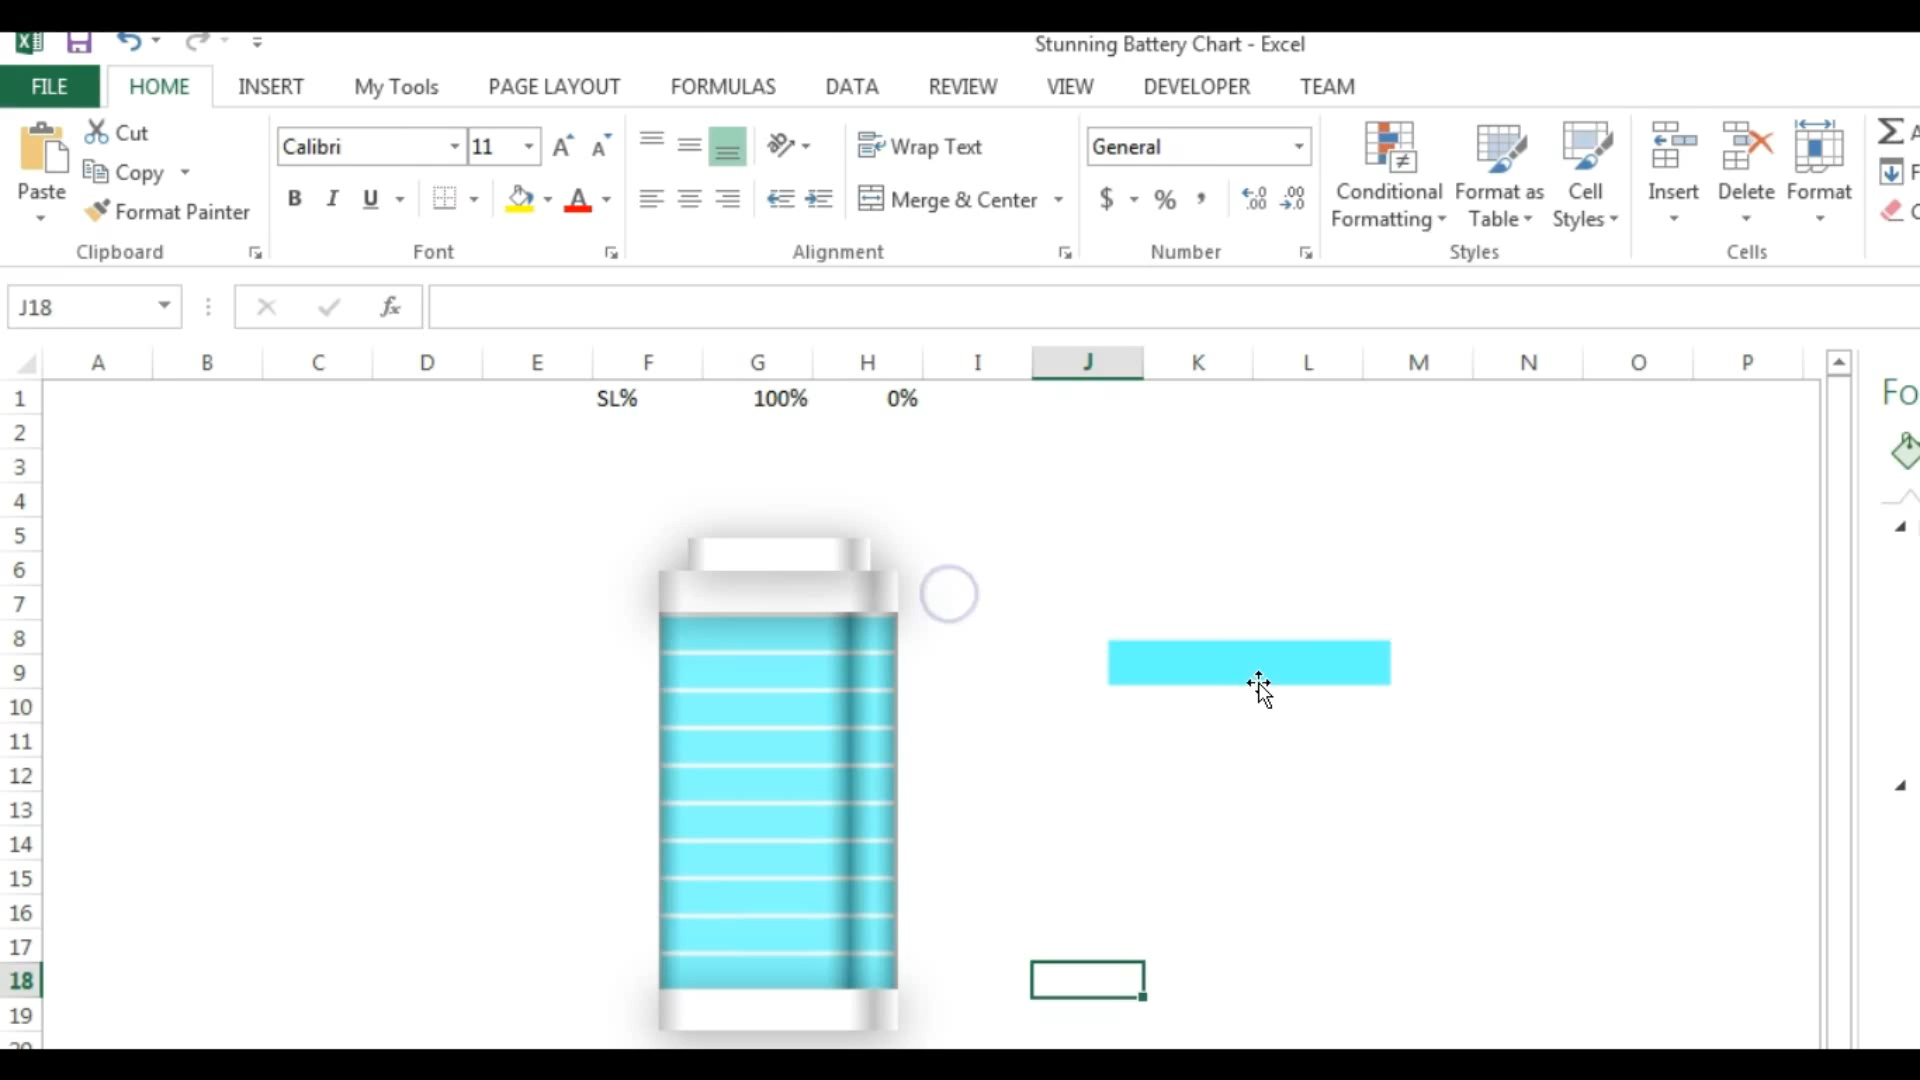 Stunning Battery Chart - Excel
FILE HOME INSERT My Tools PAGE LAYOUT FORMULAS DATA REVIEW VIEW DEVELOPER TEAM
Paste
Cut
Copy
Format Painter
Clipboard
Calibri 11
B I U
Font
Wrap Text
Merge & Center
Alignment
General
$ % ,
Number
Conditional Formatting
Format as Table
Cell Styles
Styles
Insert Delete Format
Cells
J18
fx
A B C D E F G H I J K L M N O P
1 SL% 100% 0%
2
3
4
5
6
7
8
9
10
11
12
13
14
15
16
17
18
19